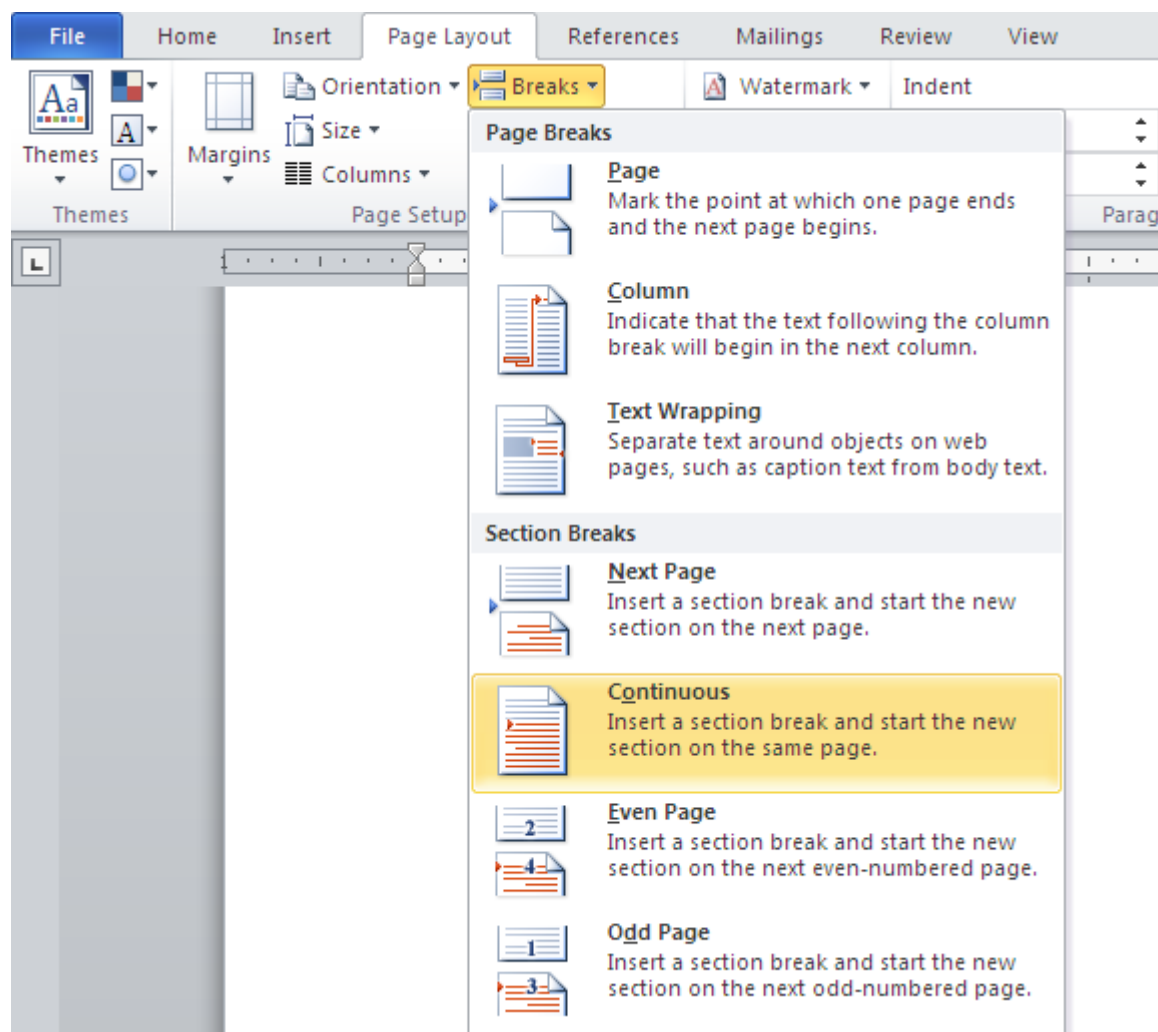 File Home Insert Page Layout References Mailings Review View
Aa Orientation Breaks Watermark Indent
A Size Page Breaks
Themes Margins Columns
Themes Page Setup Parag
L 1
Page
Mark the point at which one page ends
and the next page begins.
Column
Indicate that the text following the column
break will begin in the next column.
Text Wrapping
Separate text around objects on web
pages, such as caption text from body text.
Section Breaks
Next Page
Insert a section break and start the new
section on the next page.
Continuous
Insert a section break and start the new
section on the same page.
2
4
Even Page
Insert a section break and start the new
section on the next even-numbered page.
1
3
Odd Page
Insert a section break and start the new
section on the next odd-numbered page.